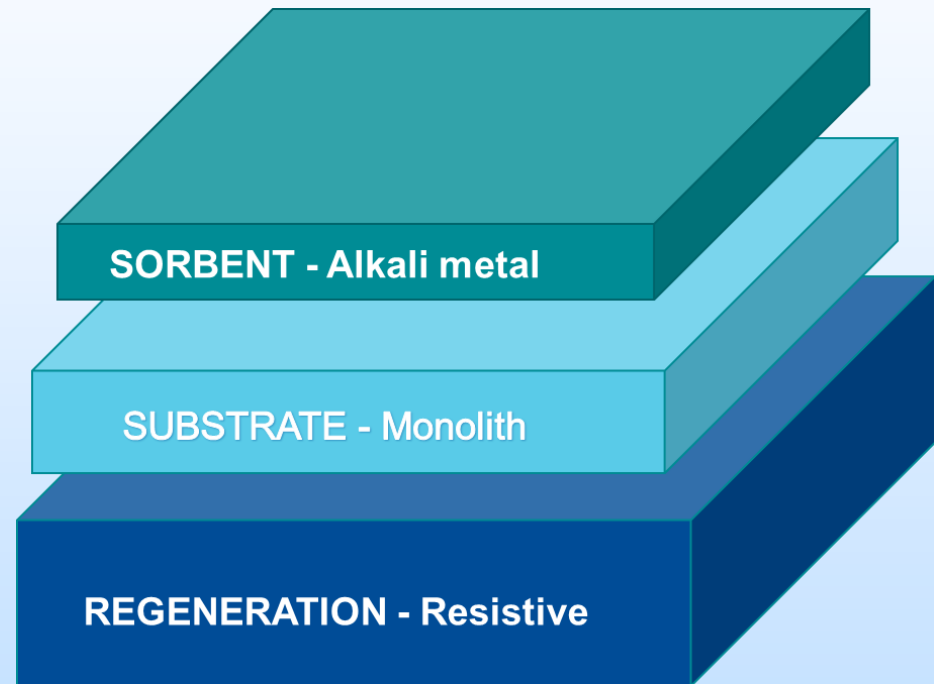 SORBENT - Alkali metal
SUBSTRATE - Monolith
REGENERATION - Resistive